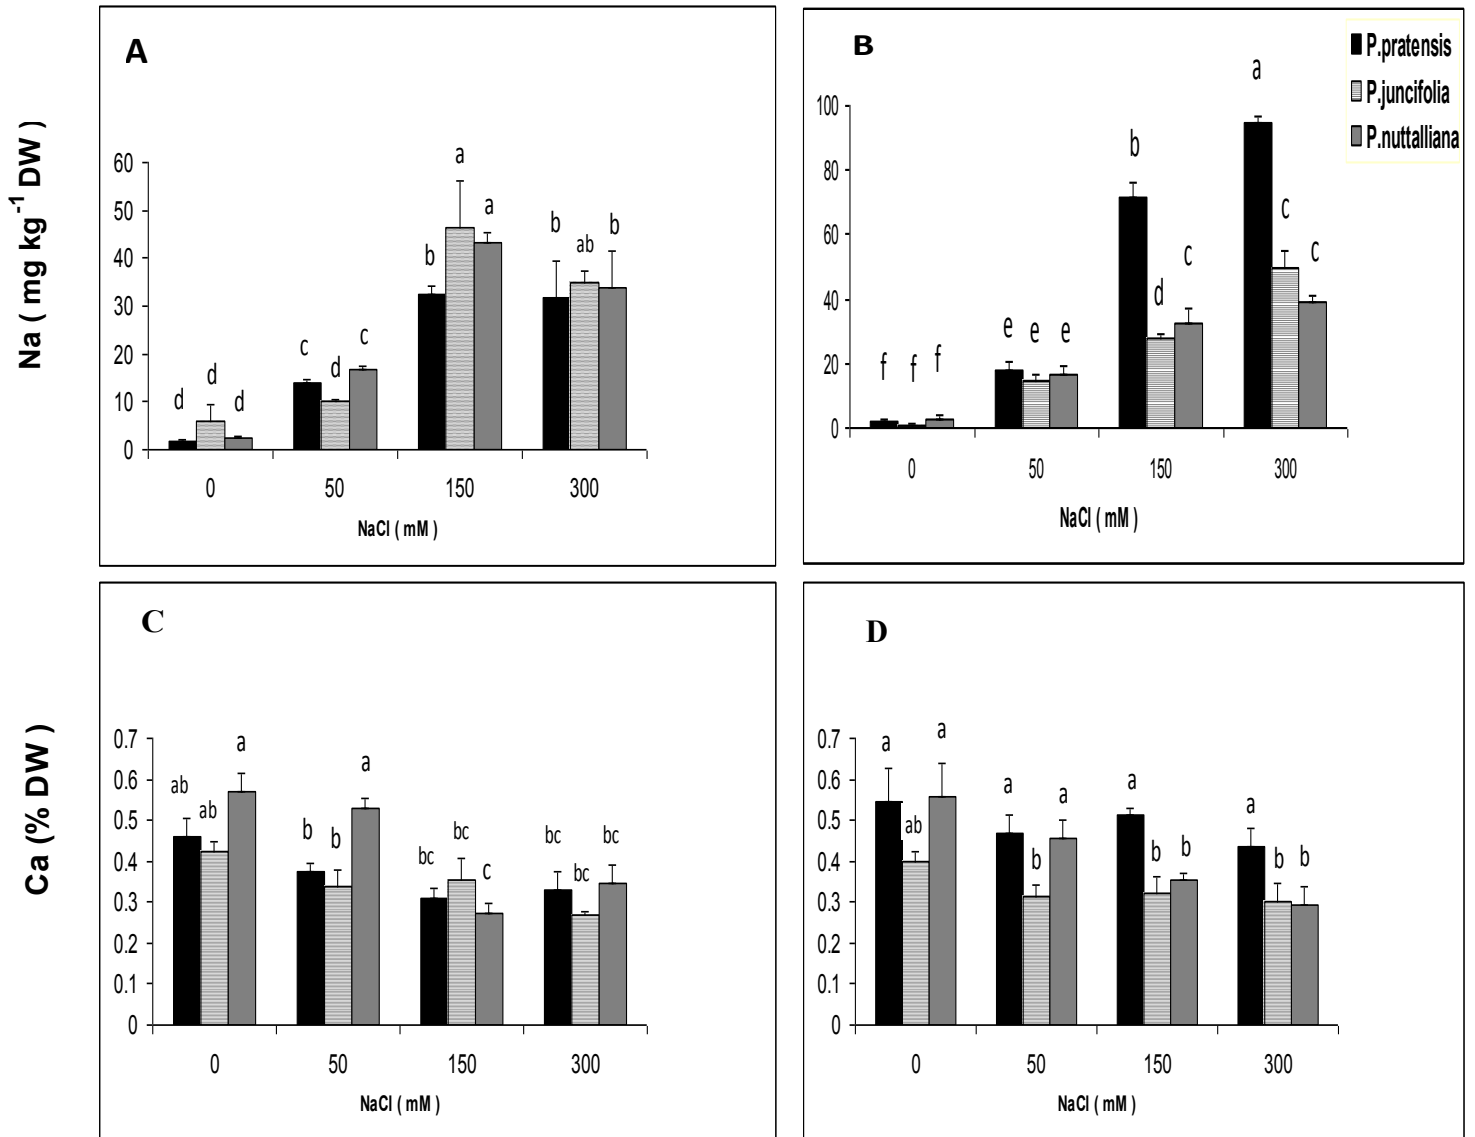 A
Na ( mg kg-1 DW )
60
50
40
30
20
10
0
d
d
d
c
d
c
b
a
a
b
ab
b
0
50
150
300
NaCl ( mM )
B
P.pratensis
P.juncifolia
P.nuttalliana
100
80
60
40
20
0
f
f
f
e
e
e
b
d
c
a
c
c
0
50
150
300
NaCl ( mM )
C
Ca (% DW )
0.7
0.6
0.5
0.4
0.3
0.2
0.1
0
ab
ab
a
b
b
a
bc
bc
c
bc
bc
bc
0
50
150
300
NaCl ( mM )
D
0.7
0.6
0.5
0.4
0.3
0.2
0.1
0
a
ab
a
a
b
a
a
b
b
a
b
b
0
50
150
300
NaCl ( mM )